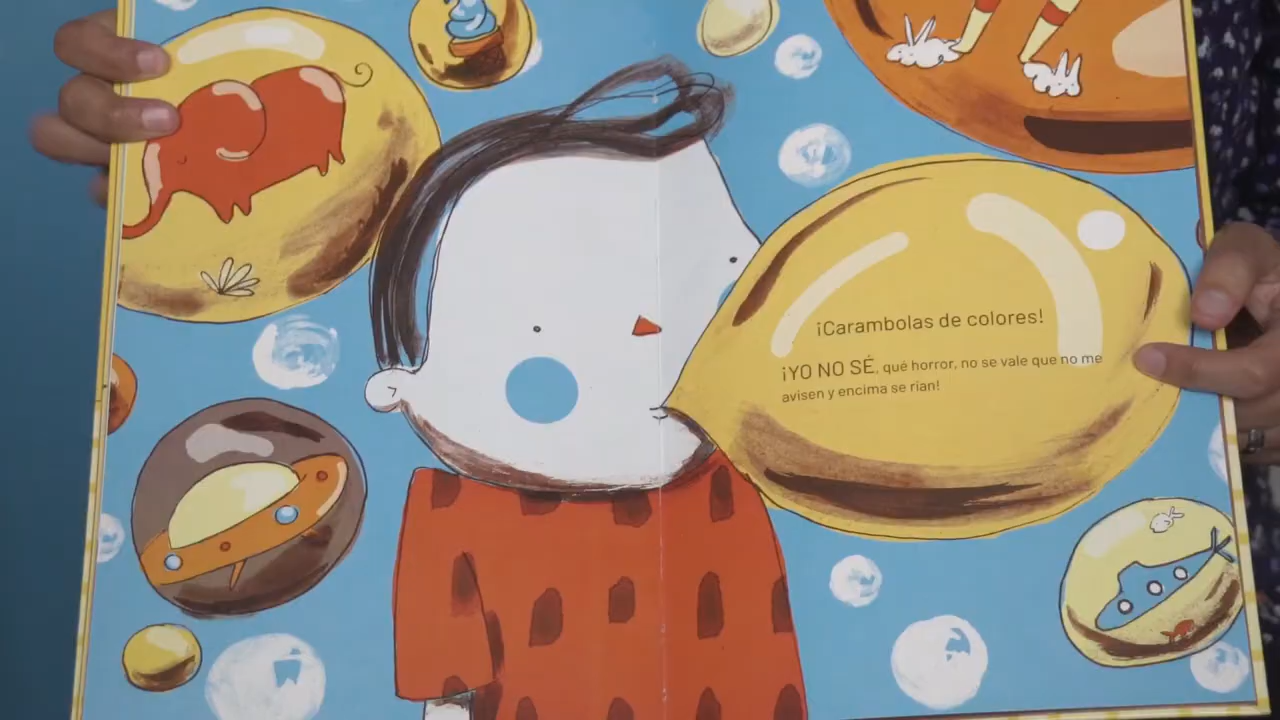 ¡Carambolas de colores!
¡YO NO SÉ, qué horror, no se vale que no me
avisen y encima se rían!